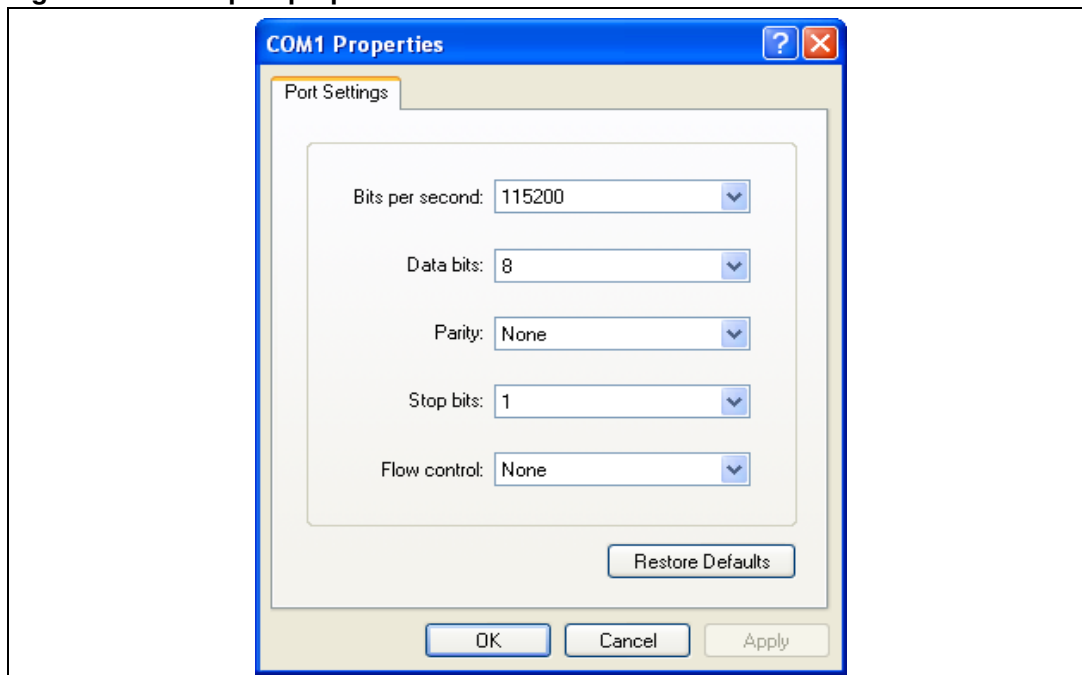 COM1 Properties
Port Settings
Bits per second: 115200
Data bits: 8
Parity: None
Stop bits: 1
Flow control: None
Restore Defaults
OK Cancel Apply